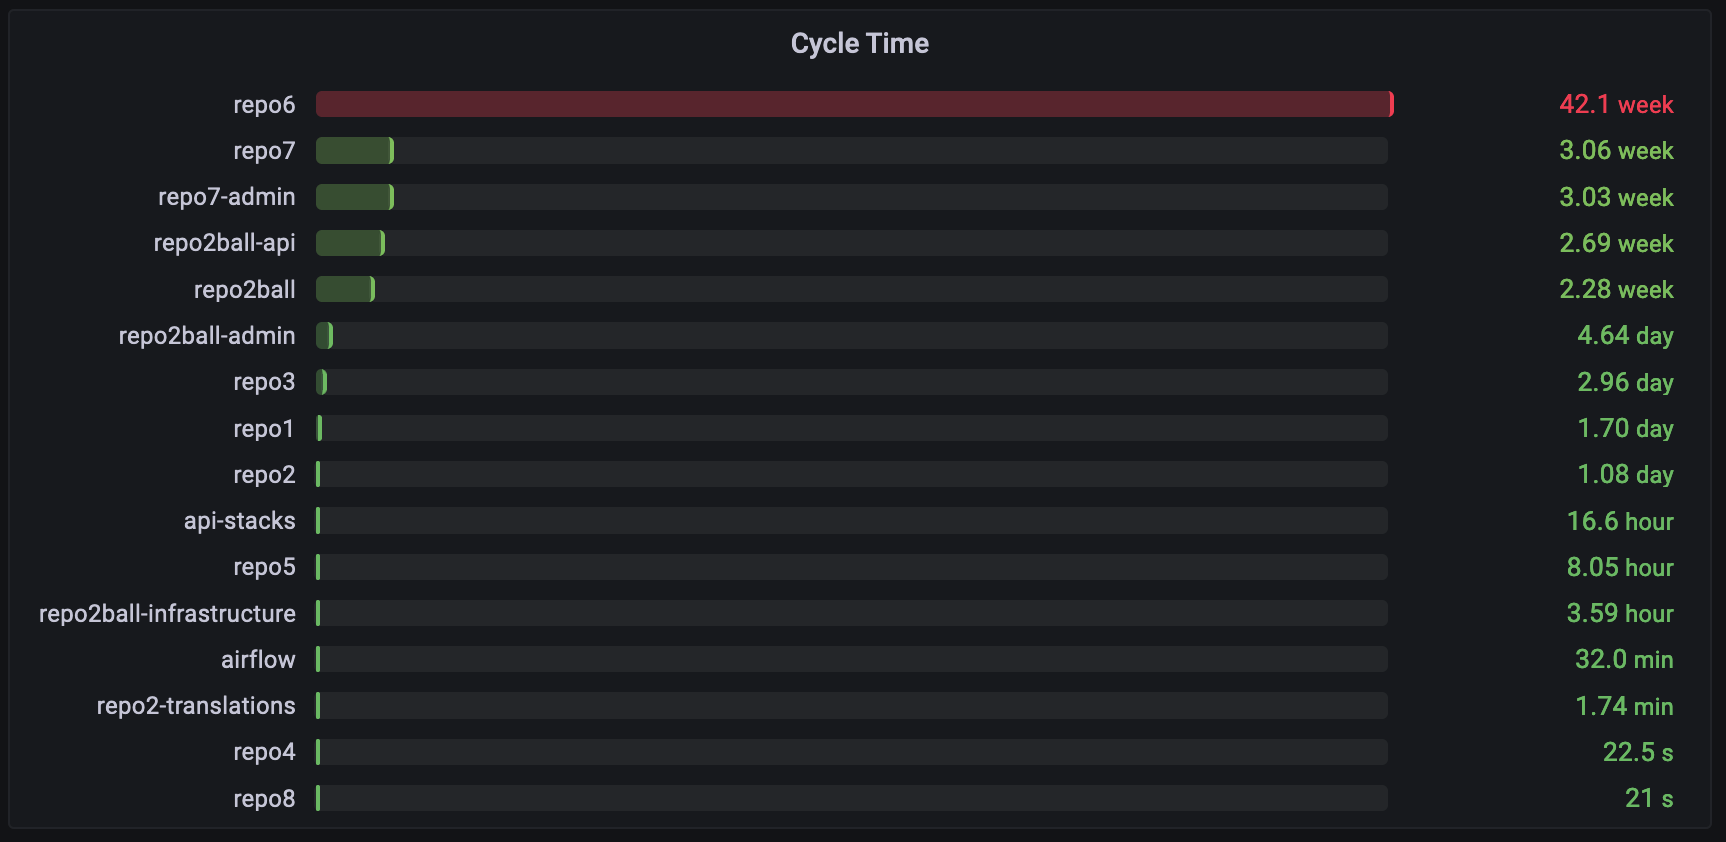 Cycle Time
repo6 42.1 week
repo7 3.06 week
repo7-admin 3.03 week
repo2ball-api 2.69 week
repo2ball 2.28 week
repo2ball-admin 4.64 day
repo3 2.96 day
repo1 1.70 day
repo2 1.08 day
api-stacks 16.6 hour
repo5 8.05 hour
repo2ball-infrastructure 3.59 hour
airflow 32.0 min
repo2-translations 1.74 min
repo4 22.5 s
repo8 21 s